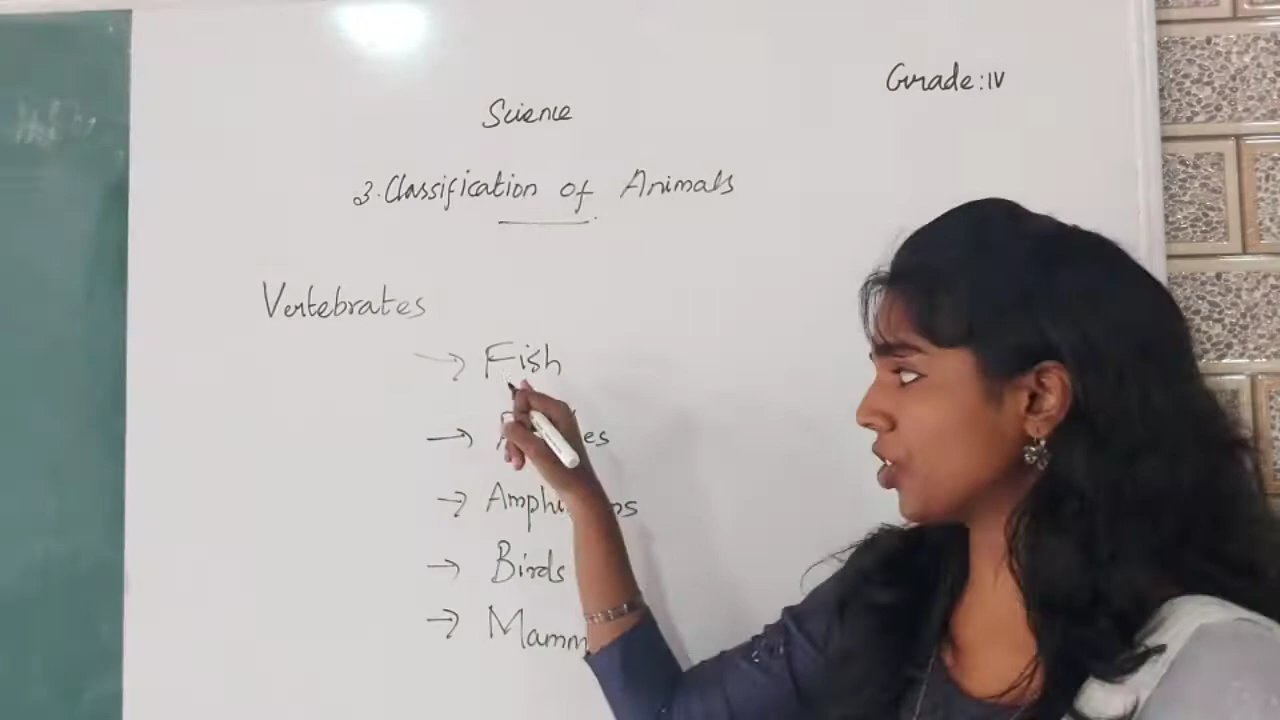 Grade: IV
Science
3. Classification of Animals
Vertebrates
→ Fish
→
→
→ Birds
→